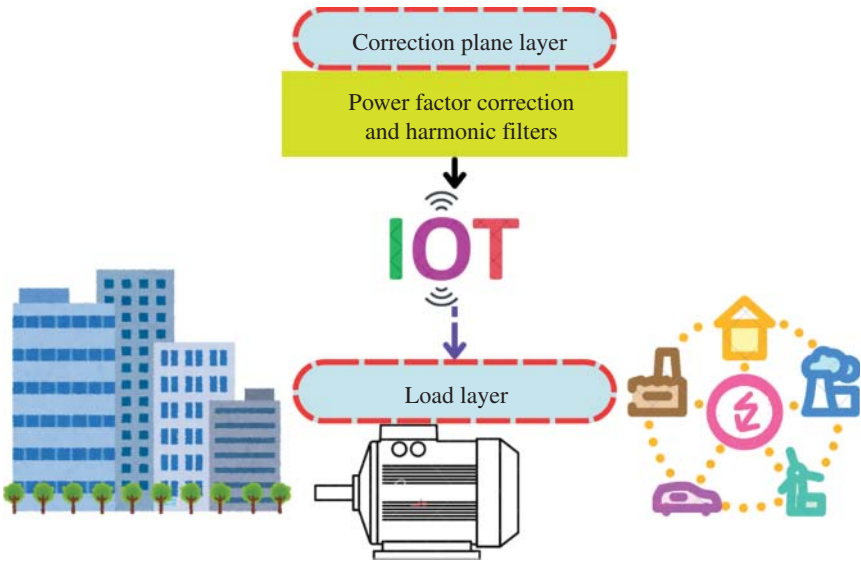 Correction plane layer
Power factor correction
and harmonic filters
IOT
Load layer